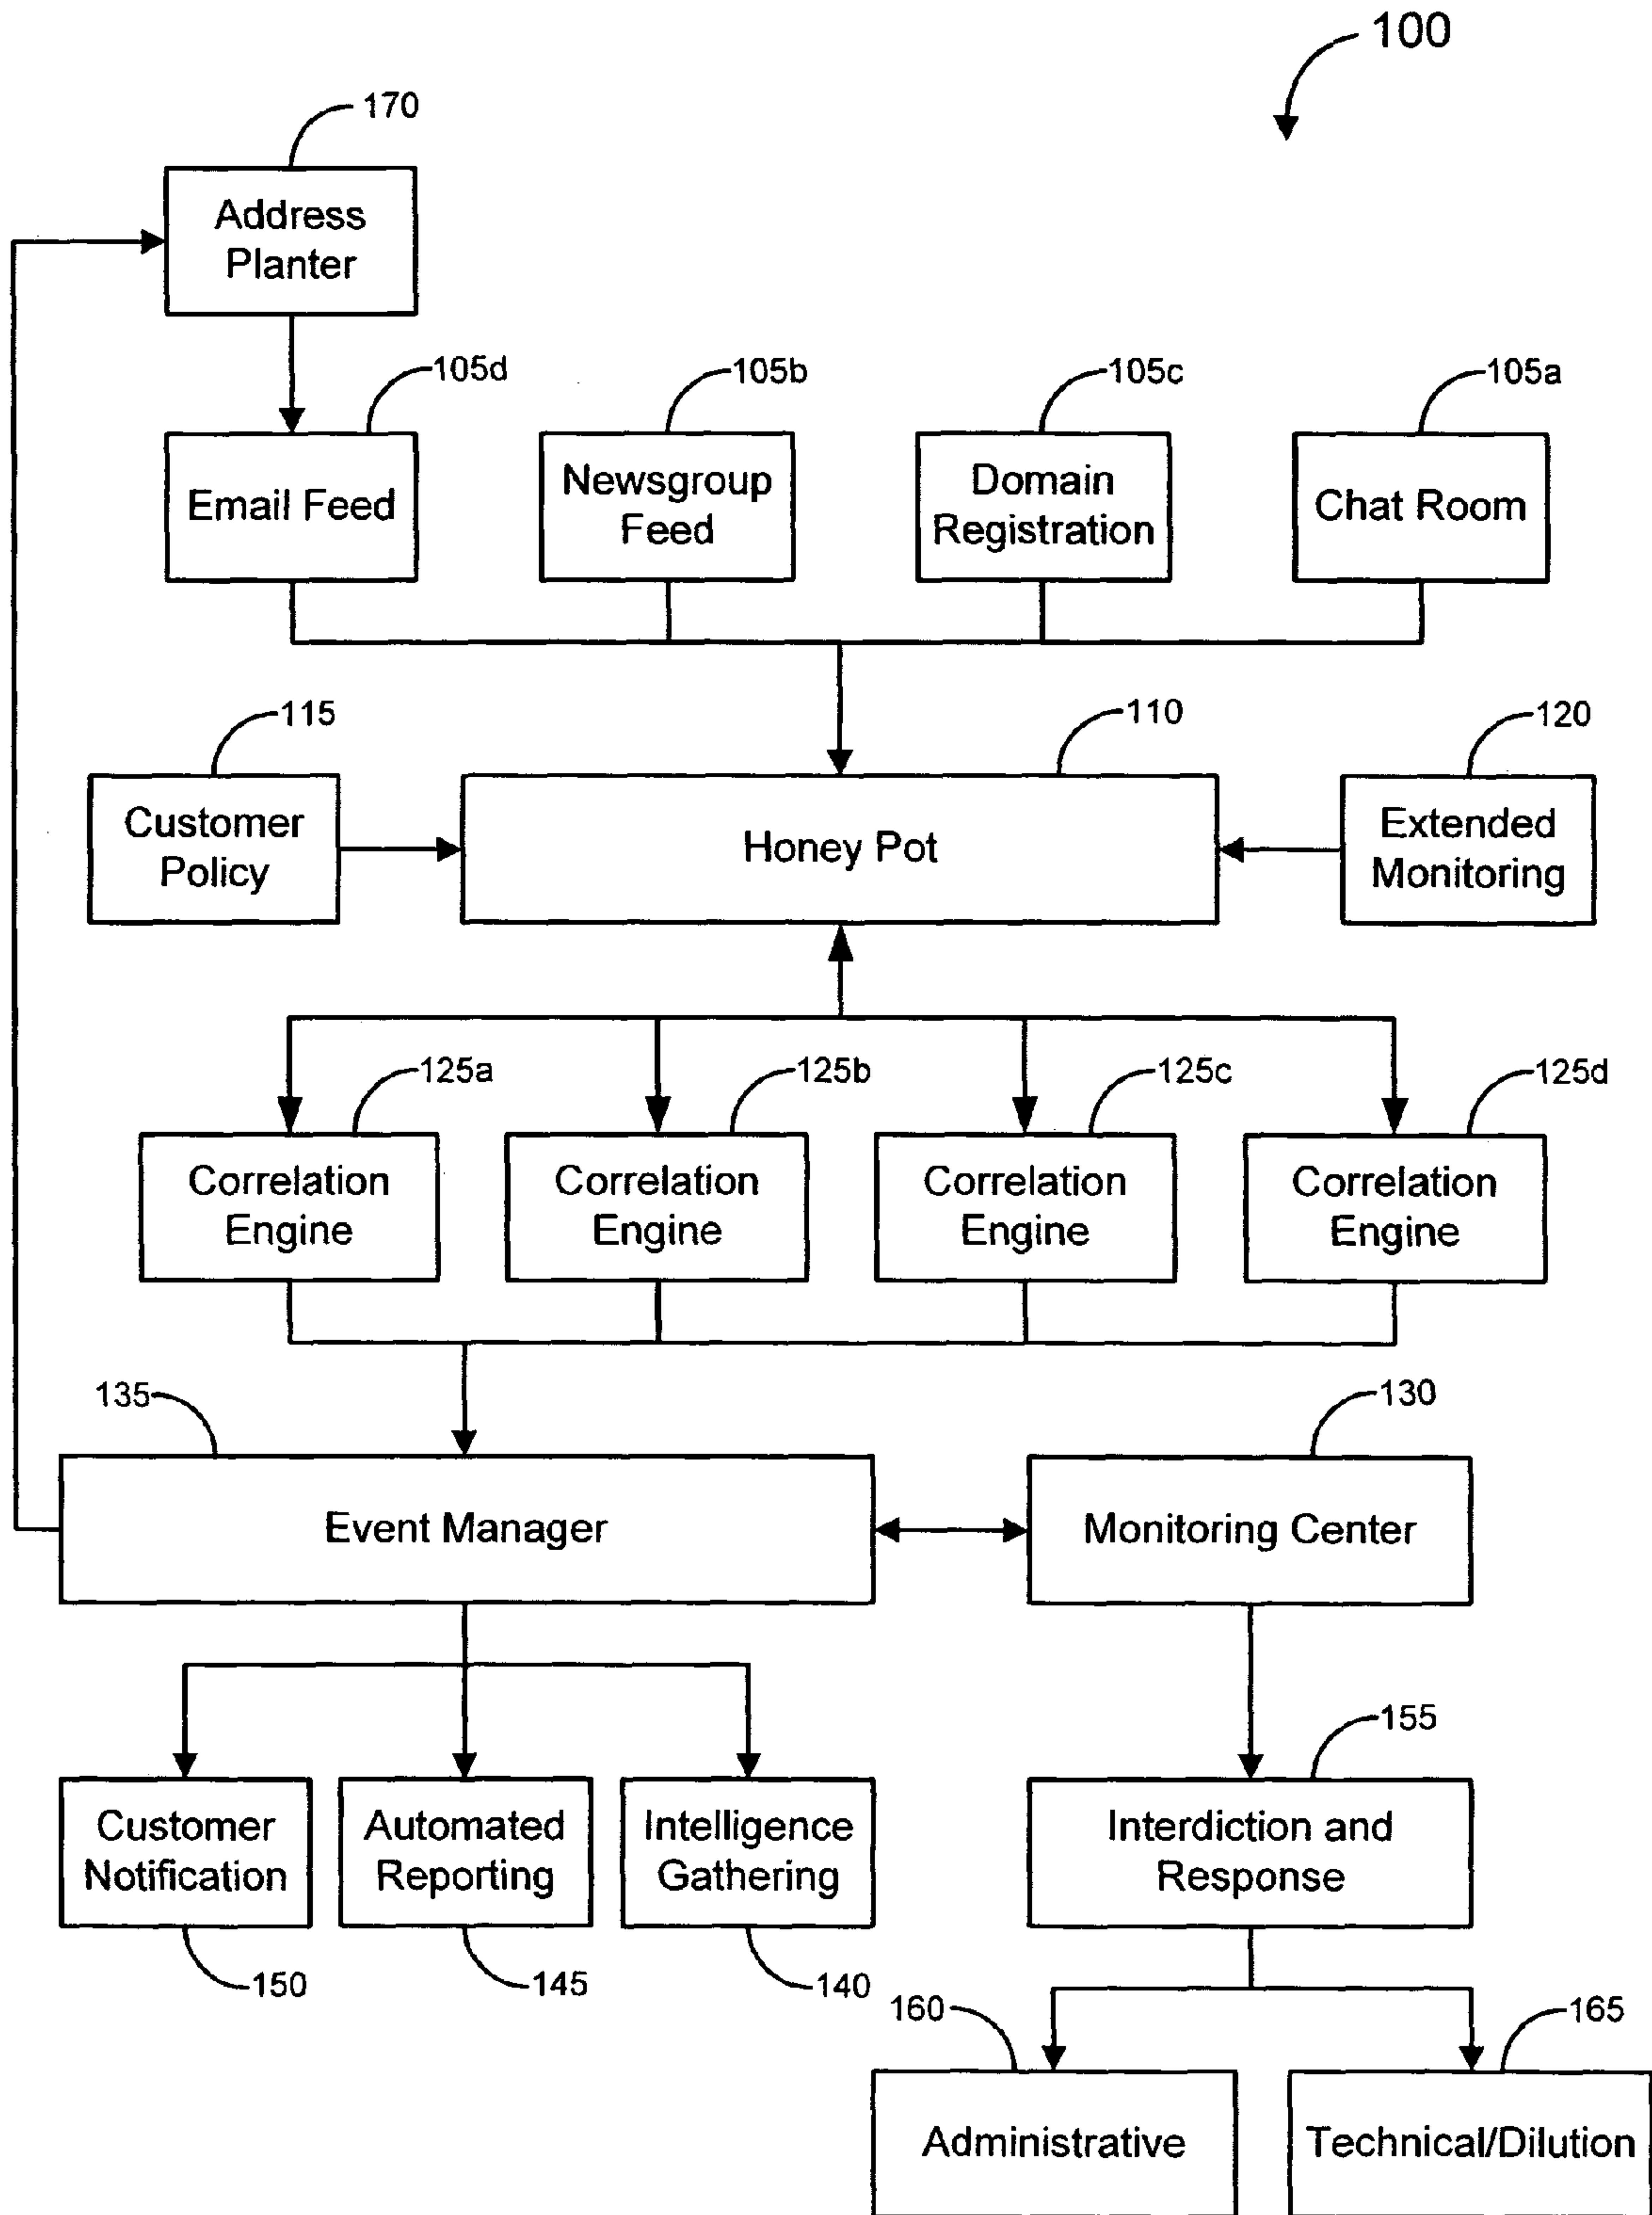 100
170
Address
Planter
105d
105b
105c
105a
Email Feed
Newsgroup
Feed
Domain
Registration
Chat Room
115
110
120
Customer
Policy
Honey Pot
Extended
Monitoring
125a
125b
125c
125d
Correlation
Engine
Correlation
Engine
Correlation
Engine
Correlation
Engine
135
130
Event Manager
Monitoring Center
155
Customer
Notification
Automated
Reporting
Intelligence
Gathering
Interdiction and
Response
150
145
140
160
165
Administrative
Technical/Dilution